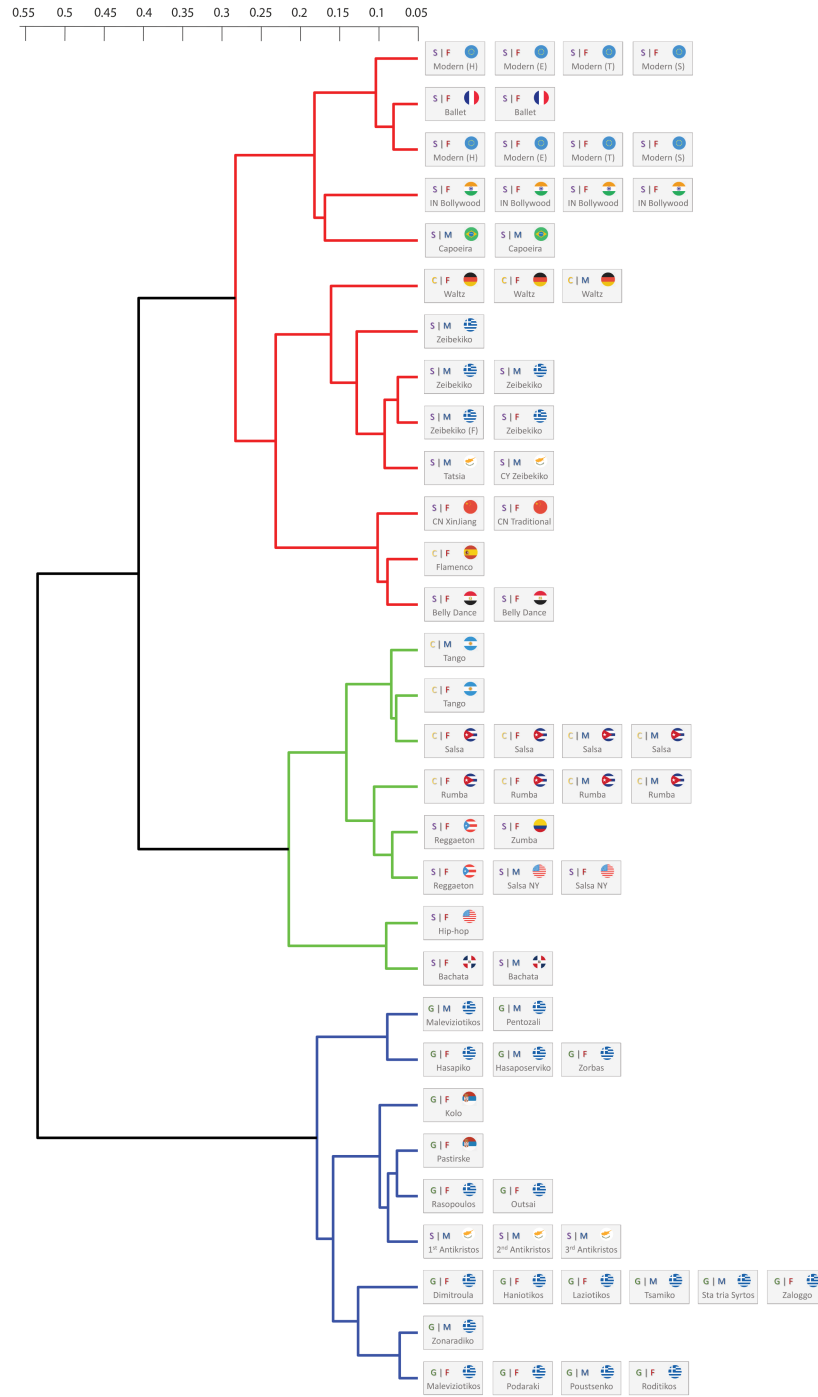 0.55 0.5 0.45 0.4 0.35 0.3 0.25 0.2 0.15 0.1 0.05
S | F S | F S | F S | F
Modern (H) Modern (E) Modern (T) Modern (S)
S | F S | F
Ballet Ballet
S | F S | F S | F S | F
Modern (H) Modern (E) Modern (T) Modern (S)
S | F S | F S | F S | F
IN Bollywood IN Bollywood IN Bollywood IN Bollywood
S | M S | M
Capoeira Capoeira
C | F C | F C | M
Waltz Waltz Waltz
S | M
Zeibekiko
S | M S | M
Zeibekiko Zeibekiko
S | M S | F
Zeibekiko (F) Zeibekiko
S | M S | M
Tatsia CY Zeibekiko
S | F S | F
CN XinJiang CN Traditional
C | F
Flamenco
S | F S | F
Belly Dance Belly Dance
C | M
Tango
C | F
Tango
C | F C | F C | M C | M
Salsa Salsa Salsa Salsa
C | F C | F C | M C | M
Rumba Rumba Rumba Rumba
S | F S | F
Reggaeton Zumba
S | F S | M S | F
Reggaeton Salsa NY Salsa NY
S | F
Hip-hop
S | F S | M
Bachata Bachata
G | M G | M
Maleviziotikos Pentozali
G | F G | M G | F
Hasapiko Hasaposerviko Zorbas
G | F
Kolo
G | F
Pastirske
G | F G | F
Rasopoulos Outsai
S | M S | M S | M
1st Antikristos 2nd Antikristos 3rd Antikristos
G | F G | F G | F G | M G | M G | F
Dimitroula Haniotikos Laziotikos Tsamiko Sta tria Syrtos Zaloggo
G | M
Zonaradiko
G | F G | F G | M G | F
Maleviziotikos Podaraki Poustsenko Roditikos